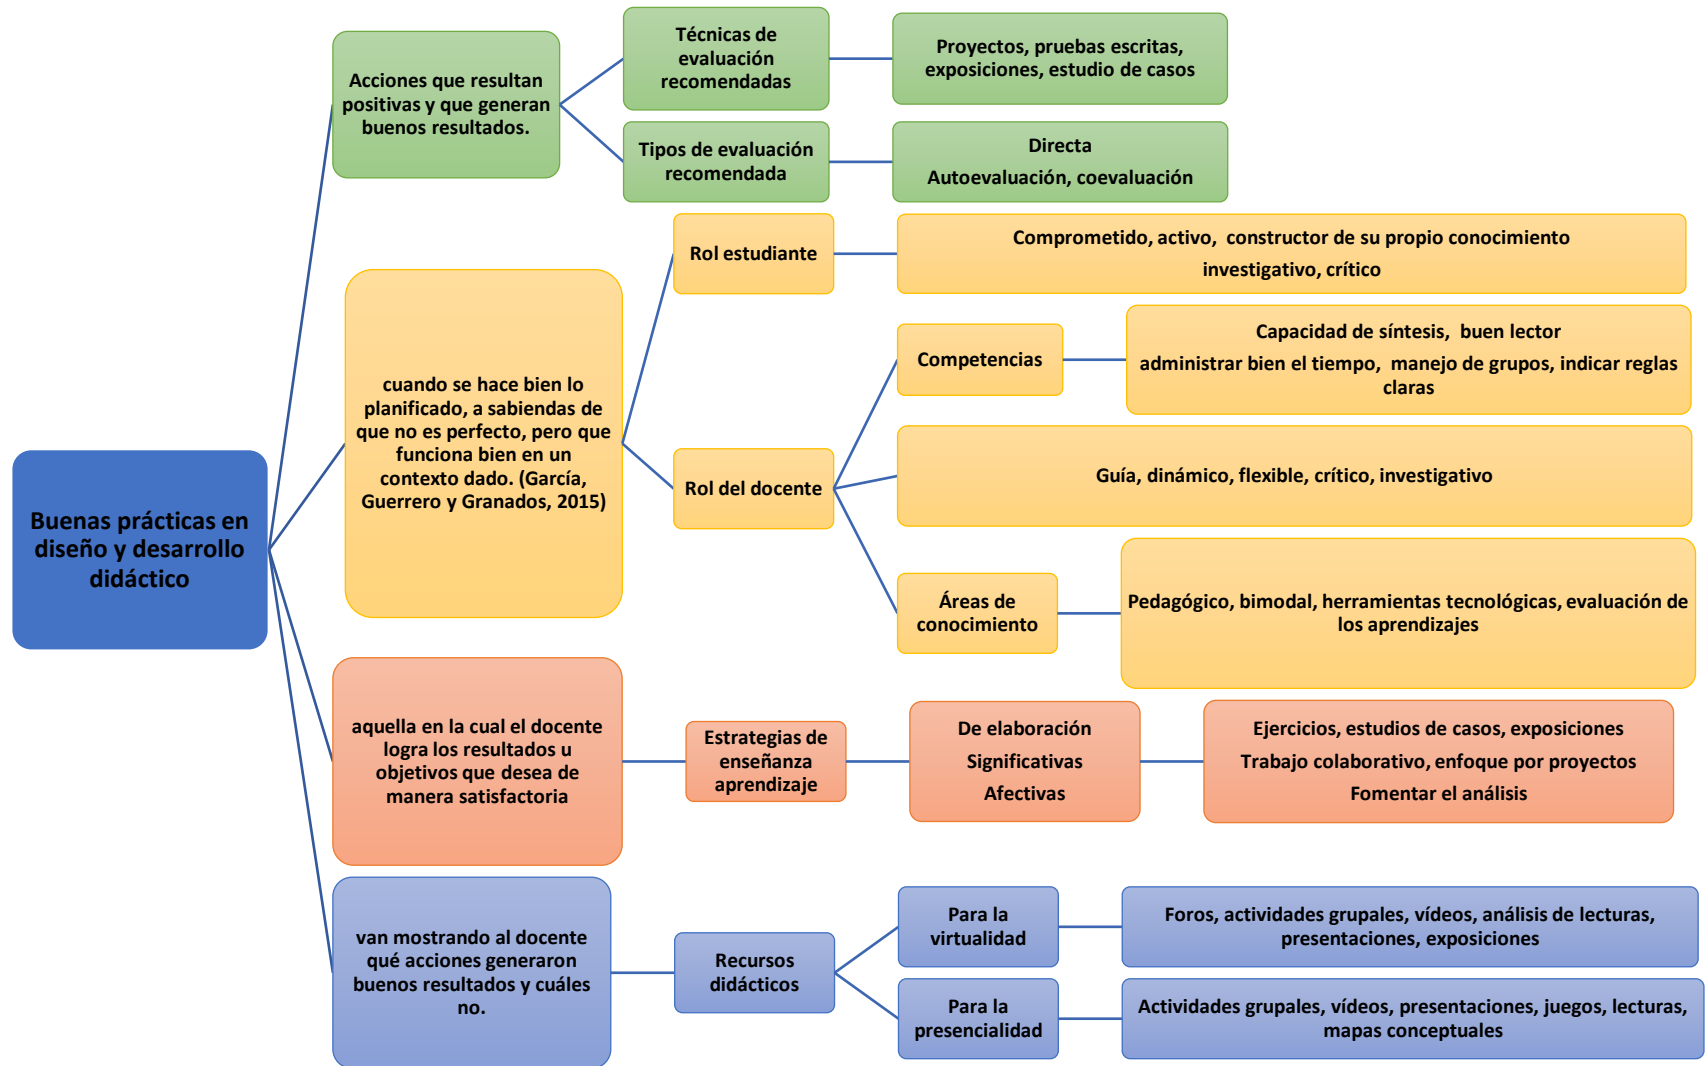 Buenas prácticas en
diseño y desarrollo
didáctico
Acciones que resultan
positivas y que generan
buenos resultados.
Técnicas de
evaluación
recomendadas
Proyectos, pruebas escritas,
exposiciones, estudio de casos
Tipos de evaluación
recomendada
Directa
Autoevaluación, coevaluación
cuando se hace bien lo
planificado, a sabiendas de
que no es perfecto, pero que
funciona bien en un
contexto dado. (García,
Guerrero y Granados, 2015)
Rol estudiante
Comprometido, activo, constructor de su propio conocimiento
investigativo, crítico
Rol del docente
Competencias
Capacidad de síntesis, buen lector
administrar bien el tiempo, manejo de grupos, indicar reglas
claras
Guía, dinámico, flexible, crítico, investigativo
Áreas de
conocimiento
Pedagógico, bimodal, herramientas tecnológicas, evaluación de
los aprendizajes
aquella en la cual el docente
logra los resultados u
objetivos que desea de
manera satisfactoria
Estrategias de
enseñanza
aprendizaje
De elaboración
Significativas
Afectivas
Ejercicios, estudios de casos, exposiciones
Trabajo colaborativo, enfoque por proyectos
Fomentar el análisis
van mostrando al docente
qué acciones generaron
buenos resultados y cuáles
no.
Recursos
didácticos
Para la
virtualidad
Foros, actividades grupales, vídeos, análisis de lecturas,
presentaciones, exposiciones
Para la
presencialidad
Actividades grupales, vídeos, presentaciones, juegos, lecturas,
mapas conceptuales